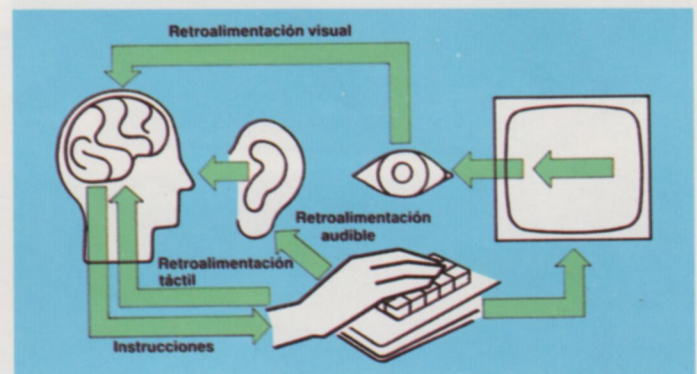 Retroalimentación visual
Retroalimentación
audible
Retroalimentación
táctil
Instrucciones